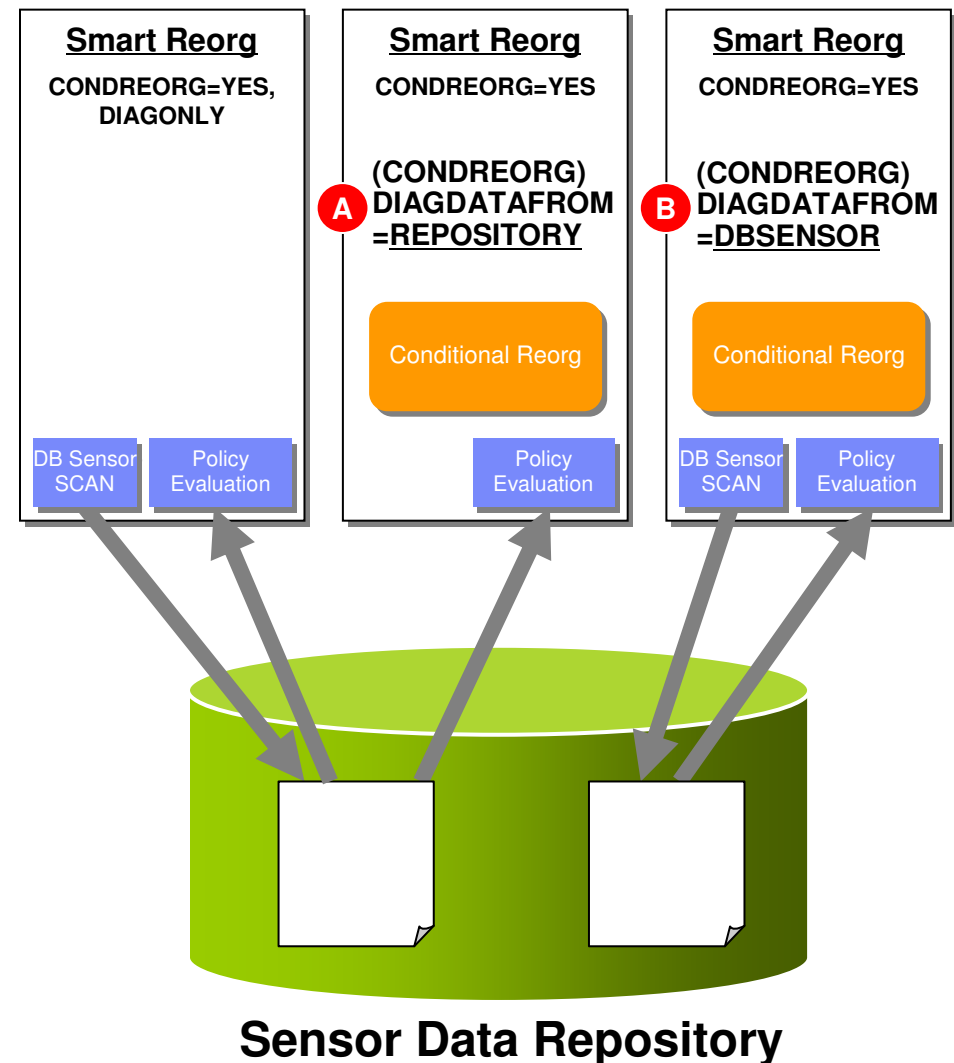 Smart Reorg
CONDREORG=YES,
DIAGONLY
DB Sensor
SCAN
Policy
Evaluation
Smart Reorg
CONDREORG=YES
A
(CONDREORG)
DIAGDATAFROM
=REPOSITORY
Conditional Reorg
Policy
Evaluation
Smart Reorg
CONDREORG=YES
B
(CONDREORG)
DIAGDATAFROM
=DBSENSOR
Conditional Reorg
DB Sensor
SCAN
Policy
Evaluation
Sensor Data Repository